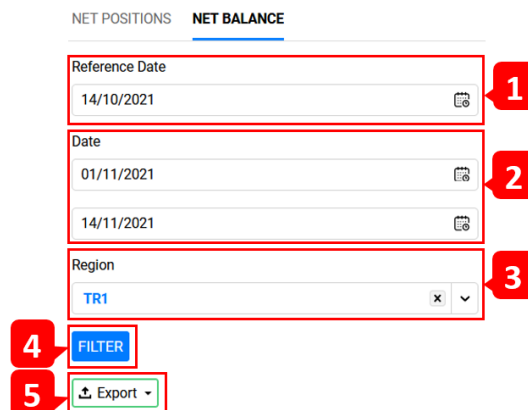 NET POSITIONS NET BALANCE
Reference Date
14/10/2021
1
Date
01/11/2021
2
14/11/2021
Region
3
TR1
4
FILTER
5
Export